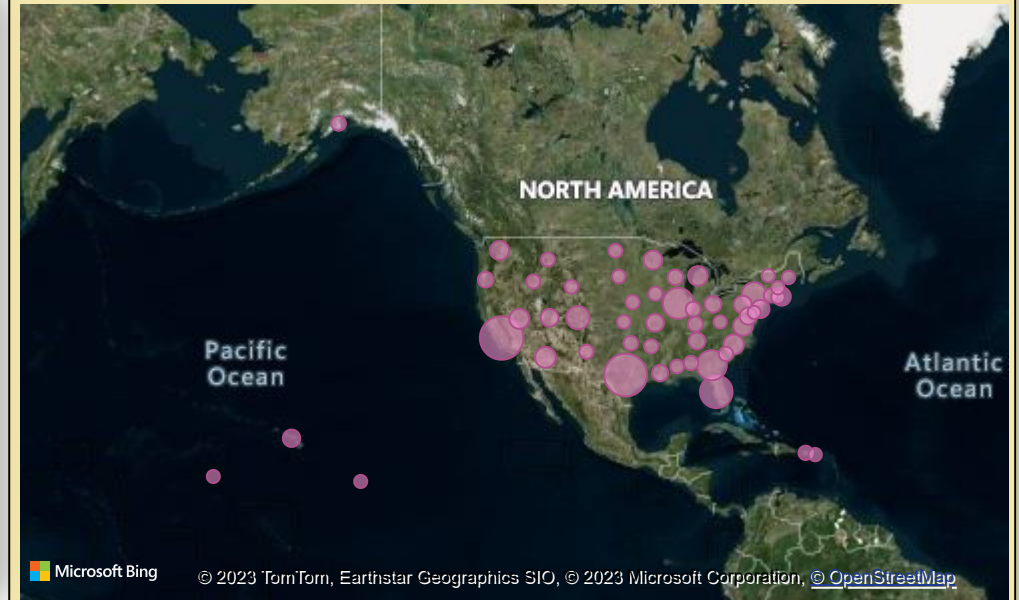 NORTH AMERICA
Pacific
Ocean
Atlantic
Ocean
Microsoft Bing
© 2023 TomTom, Earthstar Geographics SIO, © 2023 Microsoft Corporation, © OpenStreetMap